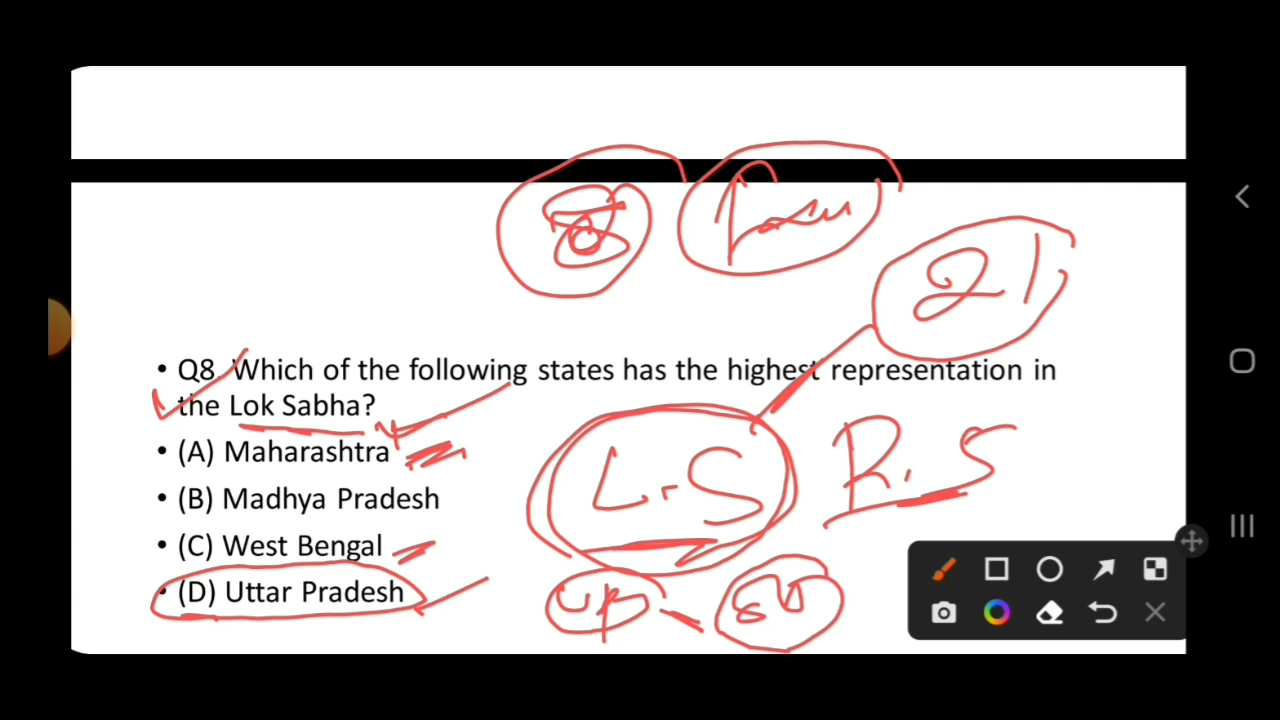 21
• Q8. Which of the following states has the highest representation in
the Lok Sabha?
• (A) Maharashtra
• (B) Madhya Pradesh
• (C) West Bengal
• (D) Uttar Pradesh
L.S R.S
UP - 80